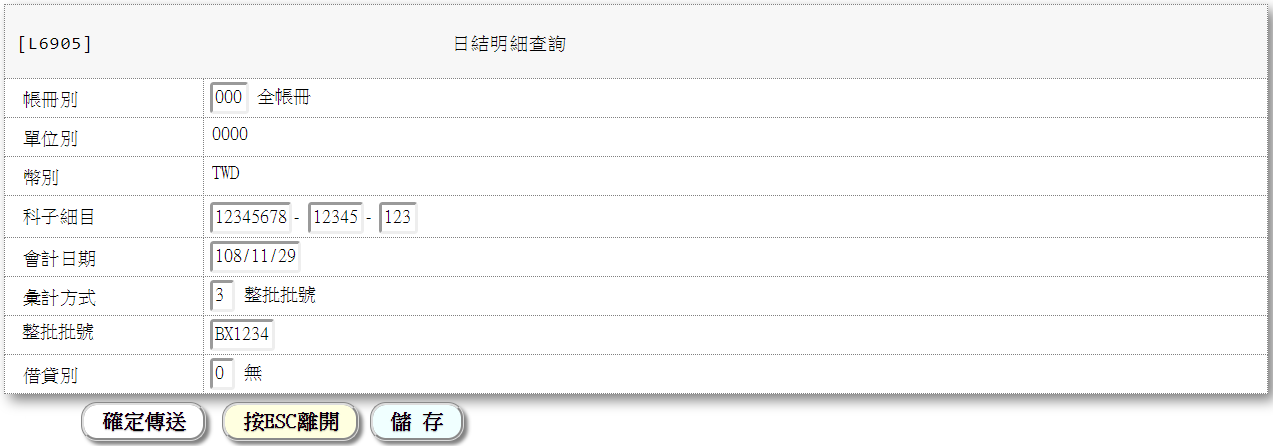 [L6905] 日結明細查詢
帳冊別 000 全帳冊
單位別 0000
幣別 TWD
科子細目 12345678 - 12345 - 123
會計日期 108/11/29
彙計方式 3 整批批號
整批批號 BX1234
借貸別 0 無
確定傳送 按ESC離開 儲 存